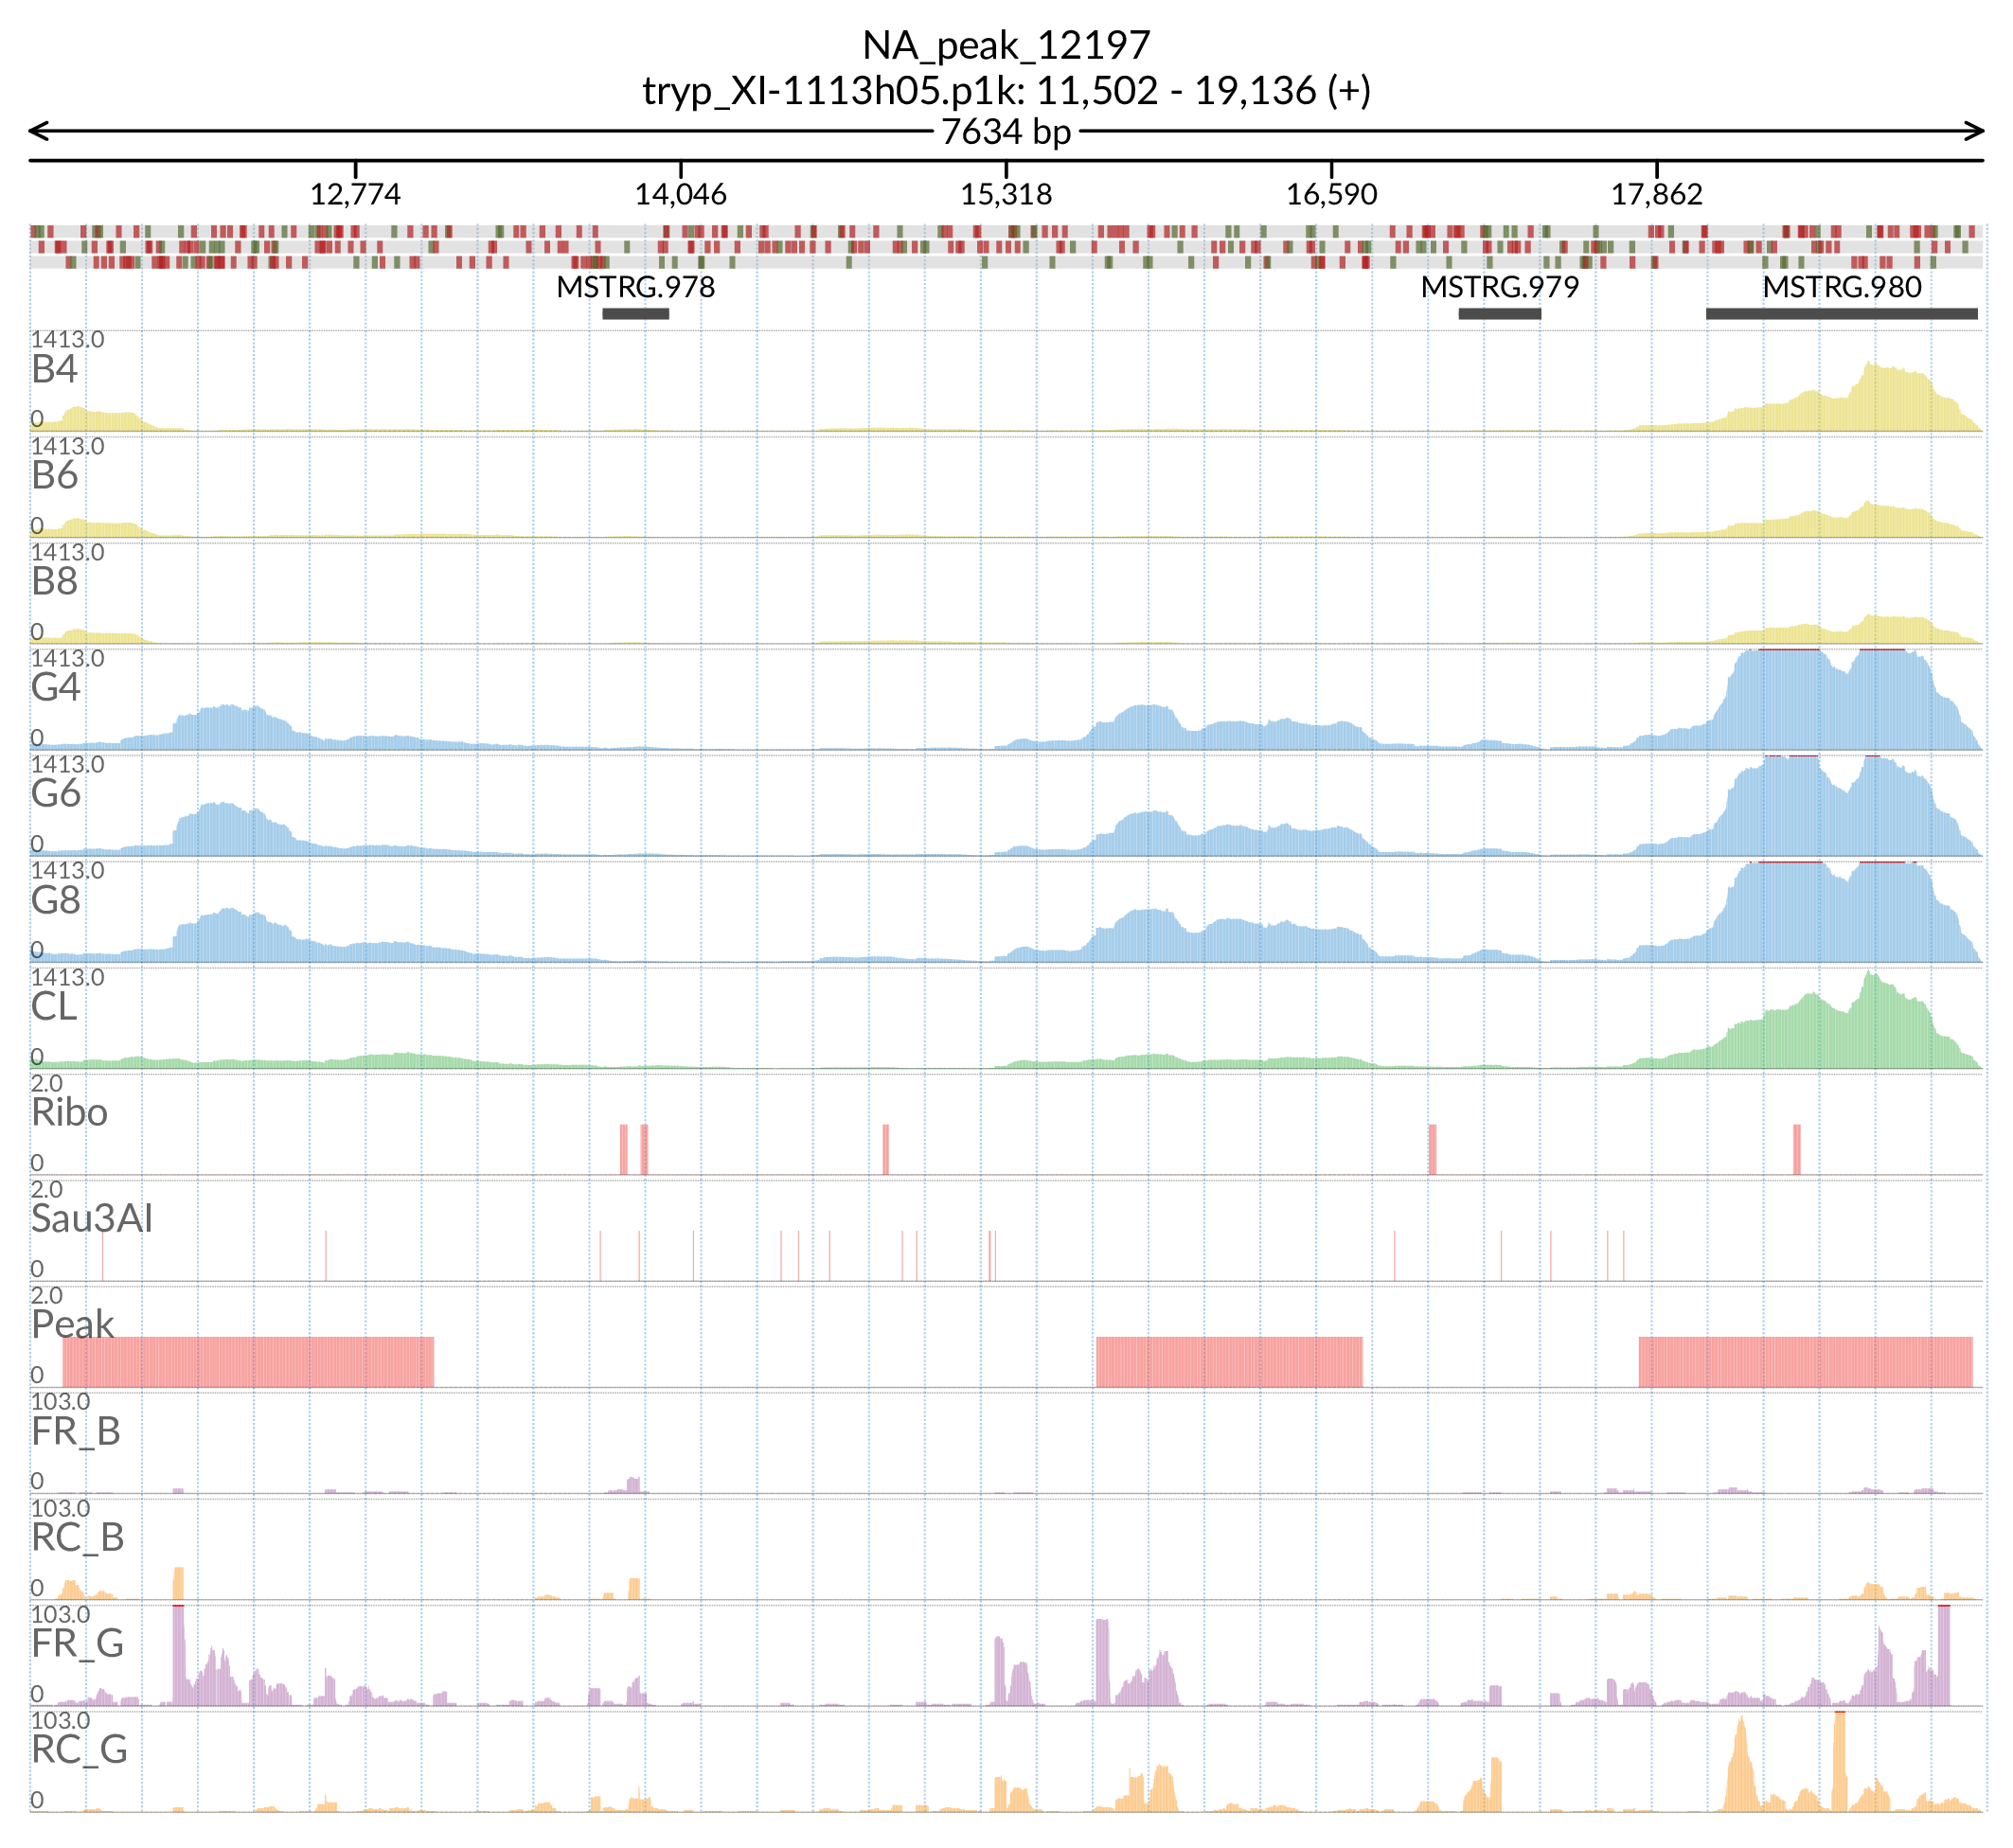 NA_peak_12197
tryp_XI-1113h05.p1k: 11,502 - 19,136 (+)
7634 bp
12,774 14,046 15,318 16,590 17,862
MSTRG.978 MSTRG.979 MSTRG.980
1413.0
B4
0
1413.0
B6
0
1413.0
B8
0
1413.0
G4
0
1413.0
G6
0
1413.0
G8
0
1413.0
CL
0
2.0
Ribo
0
2.0
Sau3AI
0
2.0
Peak
0
103.0
FR_B
0
103.0
RC_B
0
103.0
FR_G
0
103.0
RC_G
0